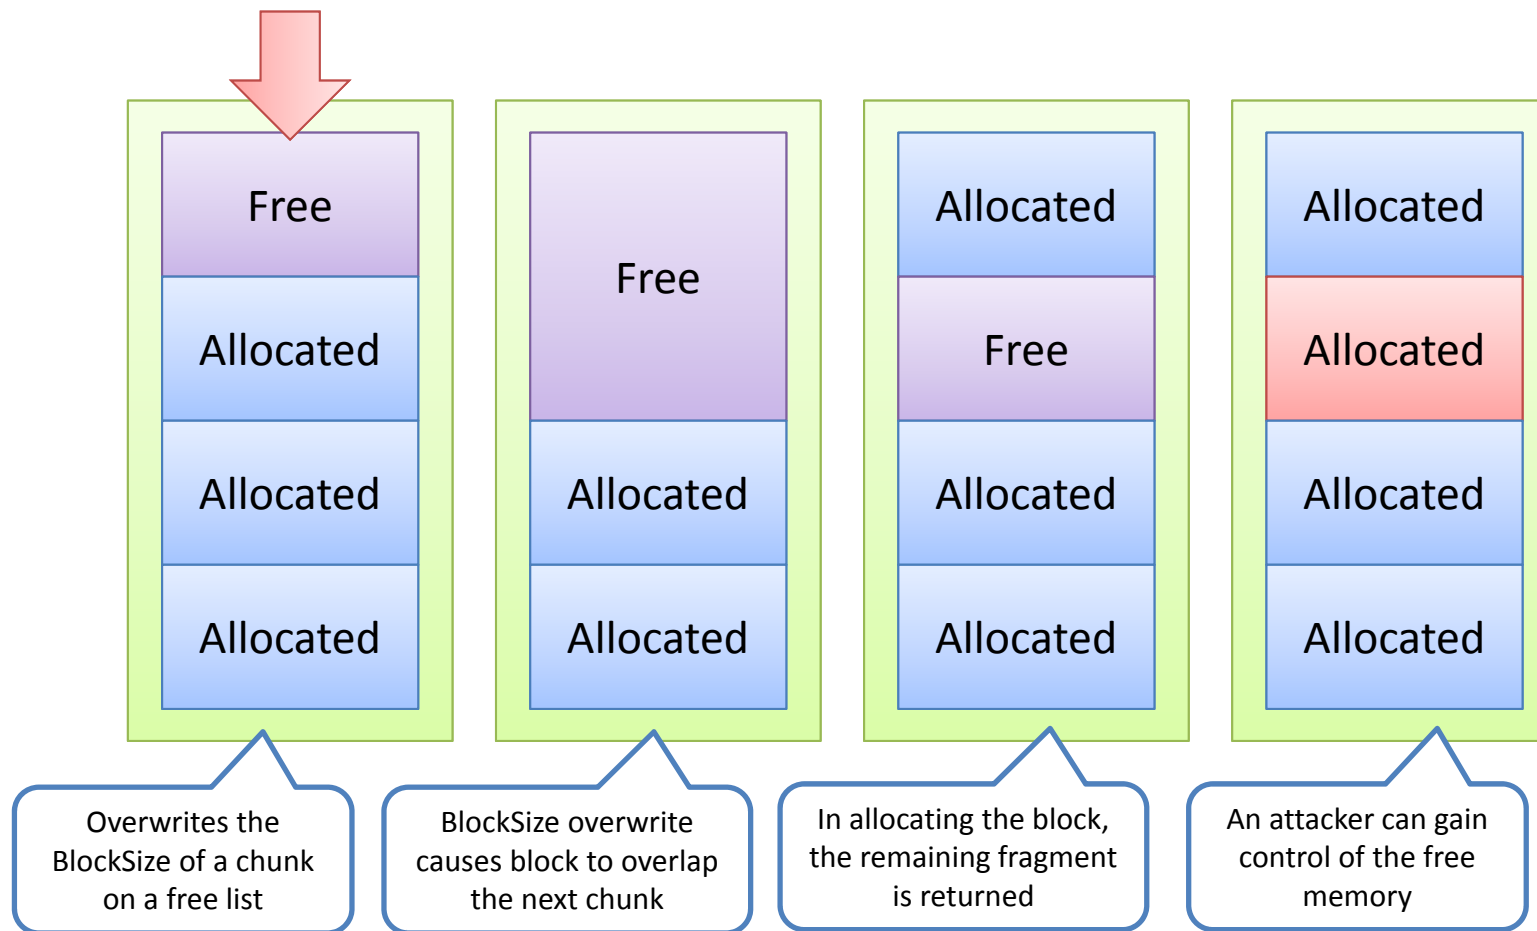 Free
Allocated
Allocated
Allocated
Overwrites the
BlockSize of a chunk
on a free list
Free
Allocated
Allocated
BlockSize overwrite
causes block to overlap
the next chunk
Allocated
Free
Allocated
Allocated
In allocating the block,
the remaining fragment
is returned
Allocated
Allocated
Allocated
Allocated
An attacker can gain
control of the free
memory